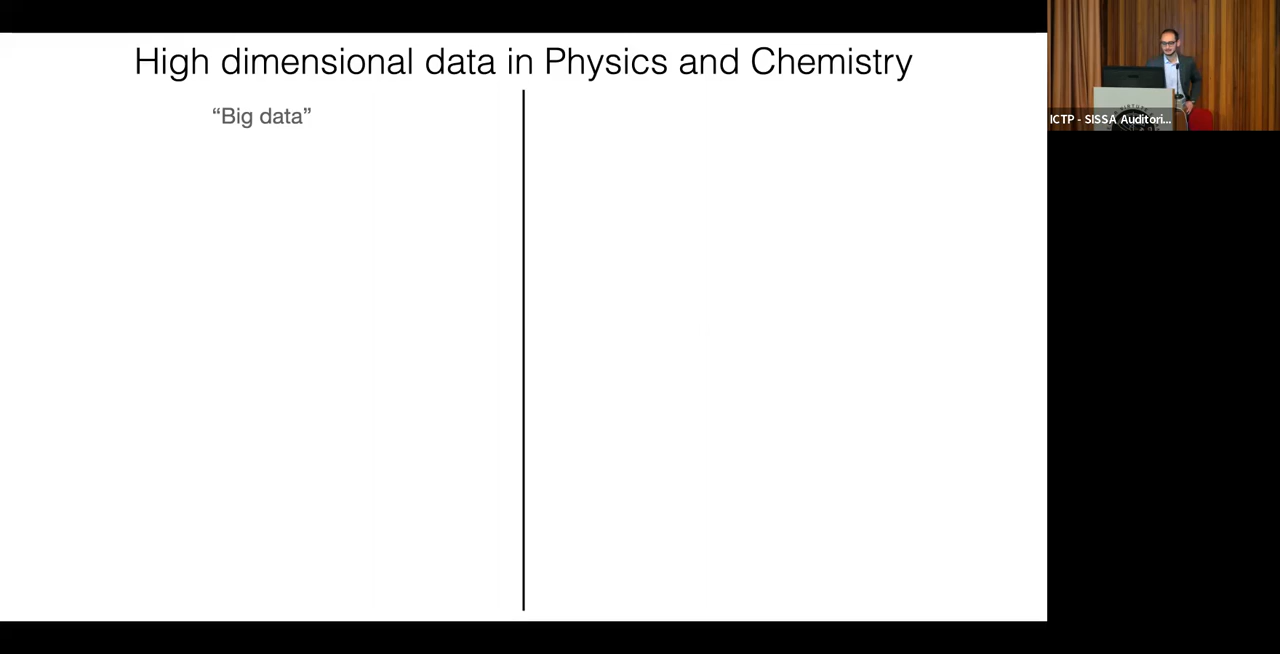 High dimensional data in Physics and Chemistry
“Big data”
ICTP - SISSA Auditori...